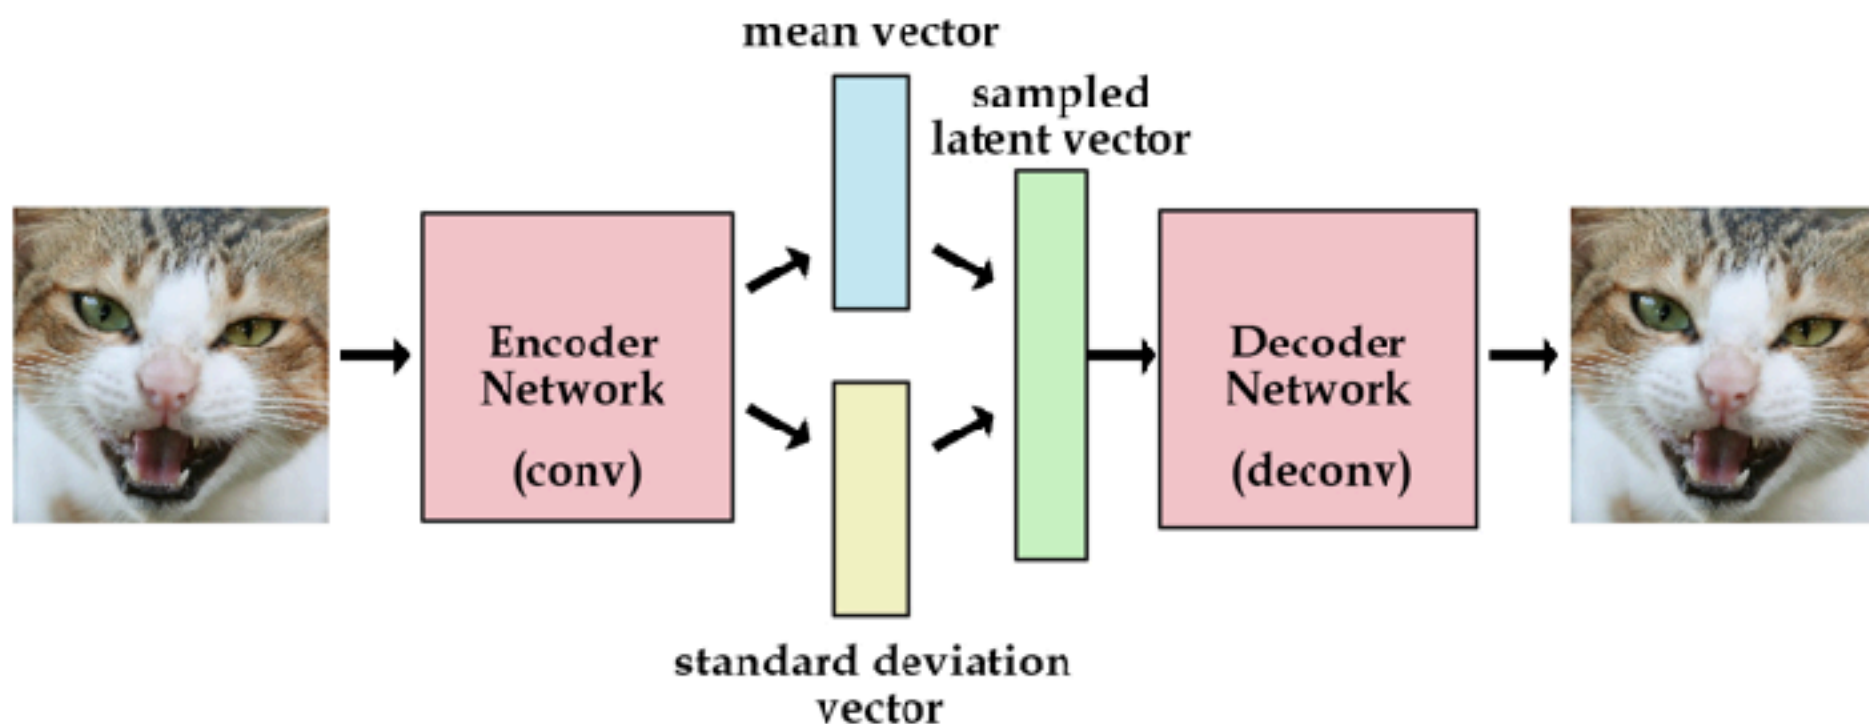 mean vector
sampled
latent vector
Encoder
Network
(conv)
Decoder
Network
(deconv)
standard deviation
vector